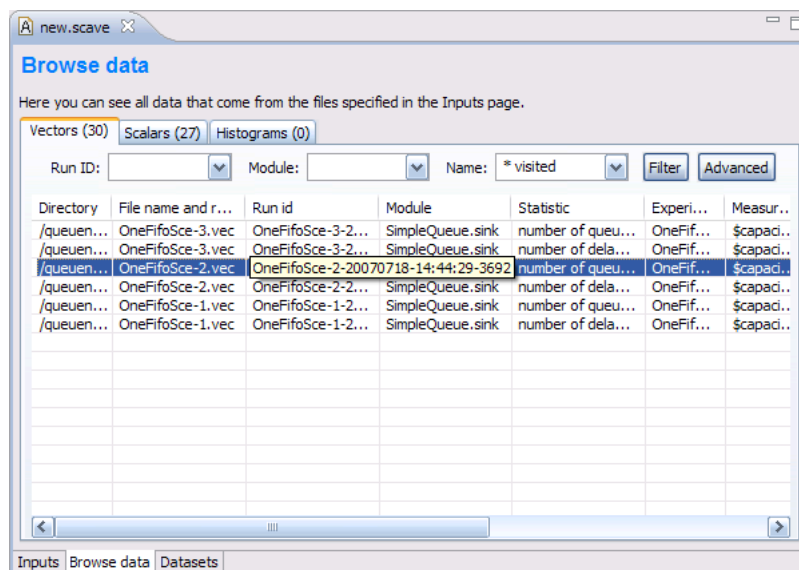 new.scave
Browse data
Here you can see all data that come from the files specified in the Inputs page.
Vectors (30) Scalars (27) Histograms (0)
Run ID: Module: Name: * visited Filter Advanced
Directory File name and r... Run id Module Statistic Experi... Measur...
/queuen... OneFifoSce-3.vec OneFifoSce-3-2... SimpleQueue.sink number of queu... OneFif... $capaci...
/queuen... OneFifoSce-3.vec OneFifoSce-3-2... SimpleQueue.sink number of dela... OneFif... $capaci...
/queuen... OneFifoSce-2.vec OneFifoSce-2-20070718-14:44:29-3692 number of queu... OneFif... $capaci...
/queuen... OneFifoSce-2.vec OneFifoSce-2-2... SimpleQueue.sink number of dela... OneFif... $capaci...
/queuen... OneFifoSce-1.vec OneFifoSce-1-2... SimpleQueue.sink number of queu... OneFif... $capaci...
/queuen... OneFifoSce-1.vec OneFifoSce-1-2... SimpleQueue.sink number of dela... OneFif... $capaci...
Inputs Browse data Datasets